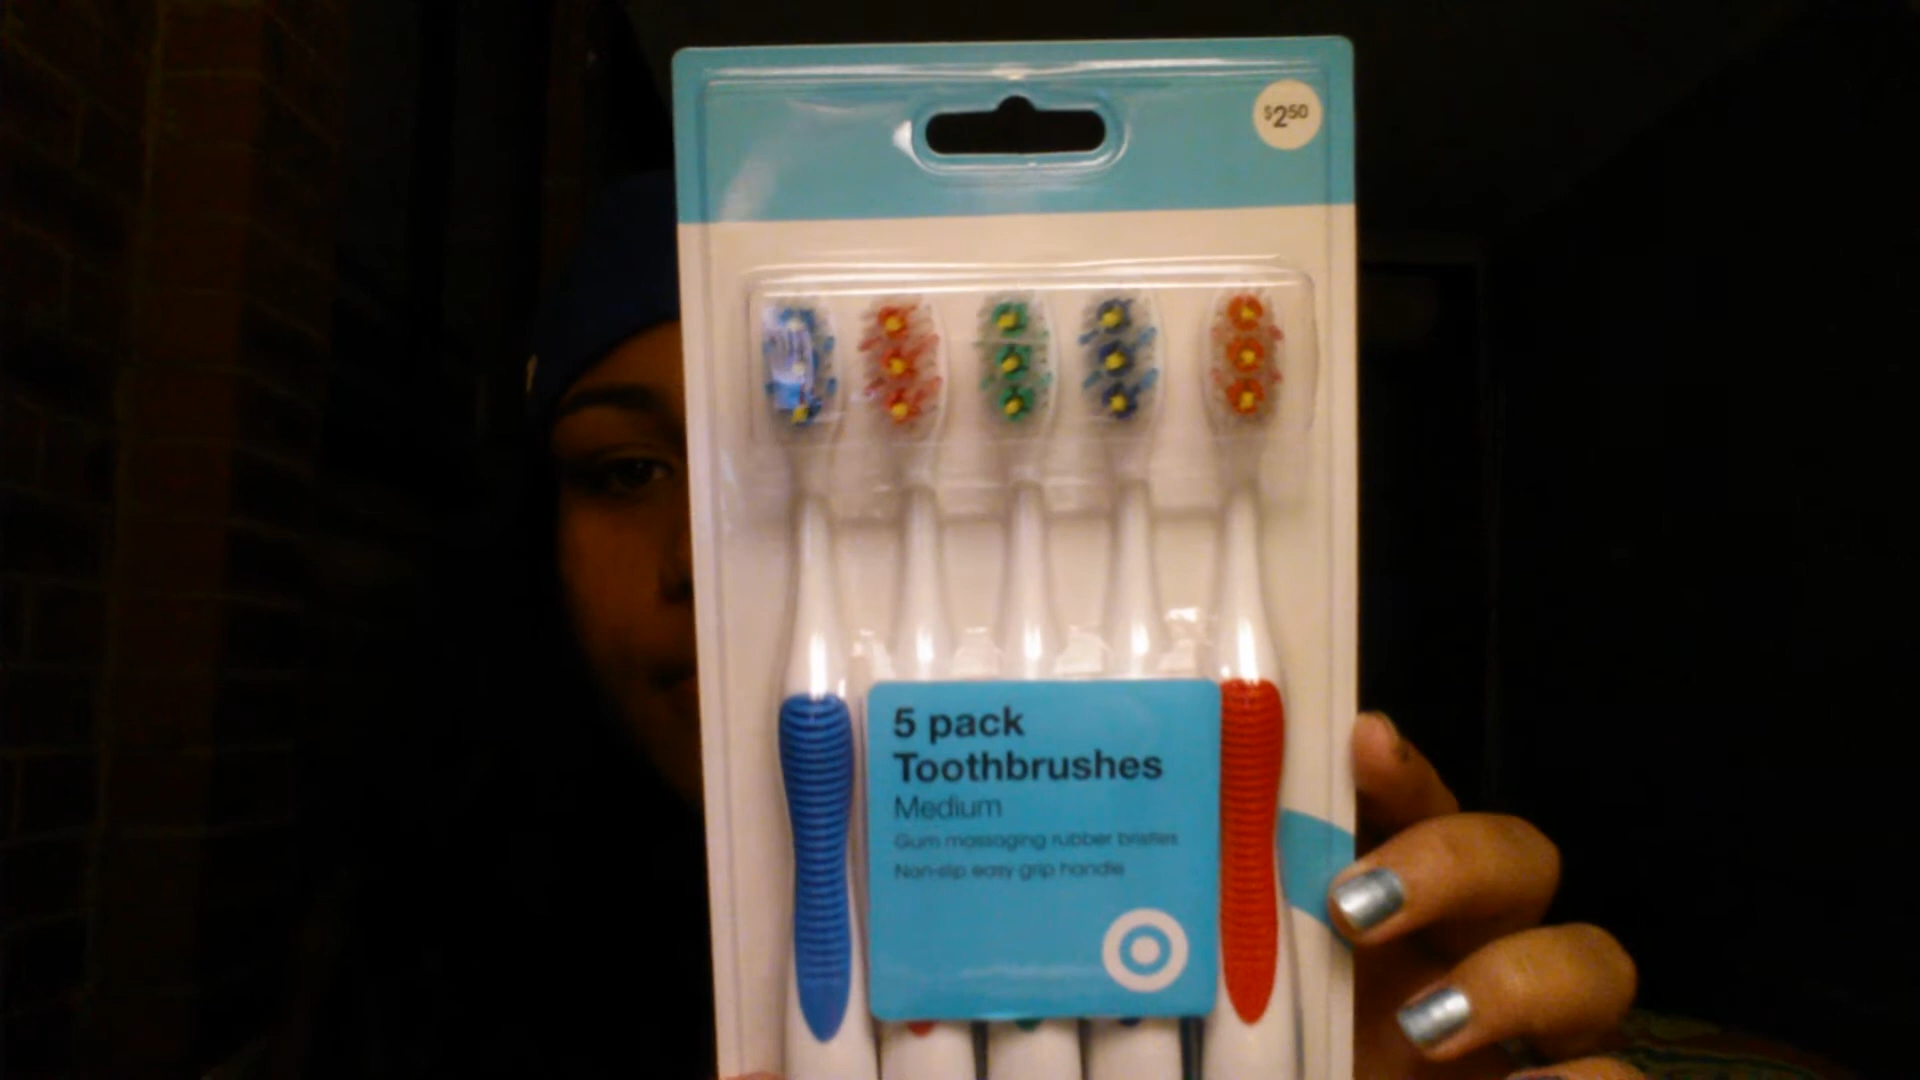 $2.50
5 pack
Toothbrushes
Medium
Gum massaging rubber bristles
Non-slip easy grip handle